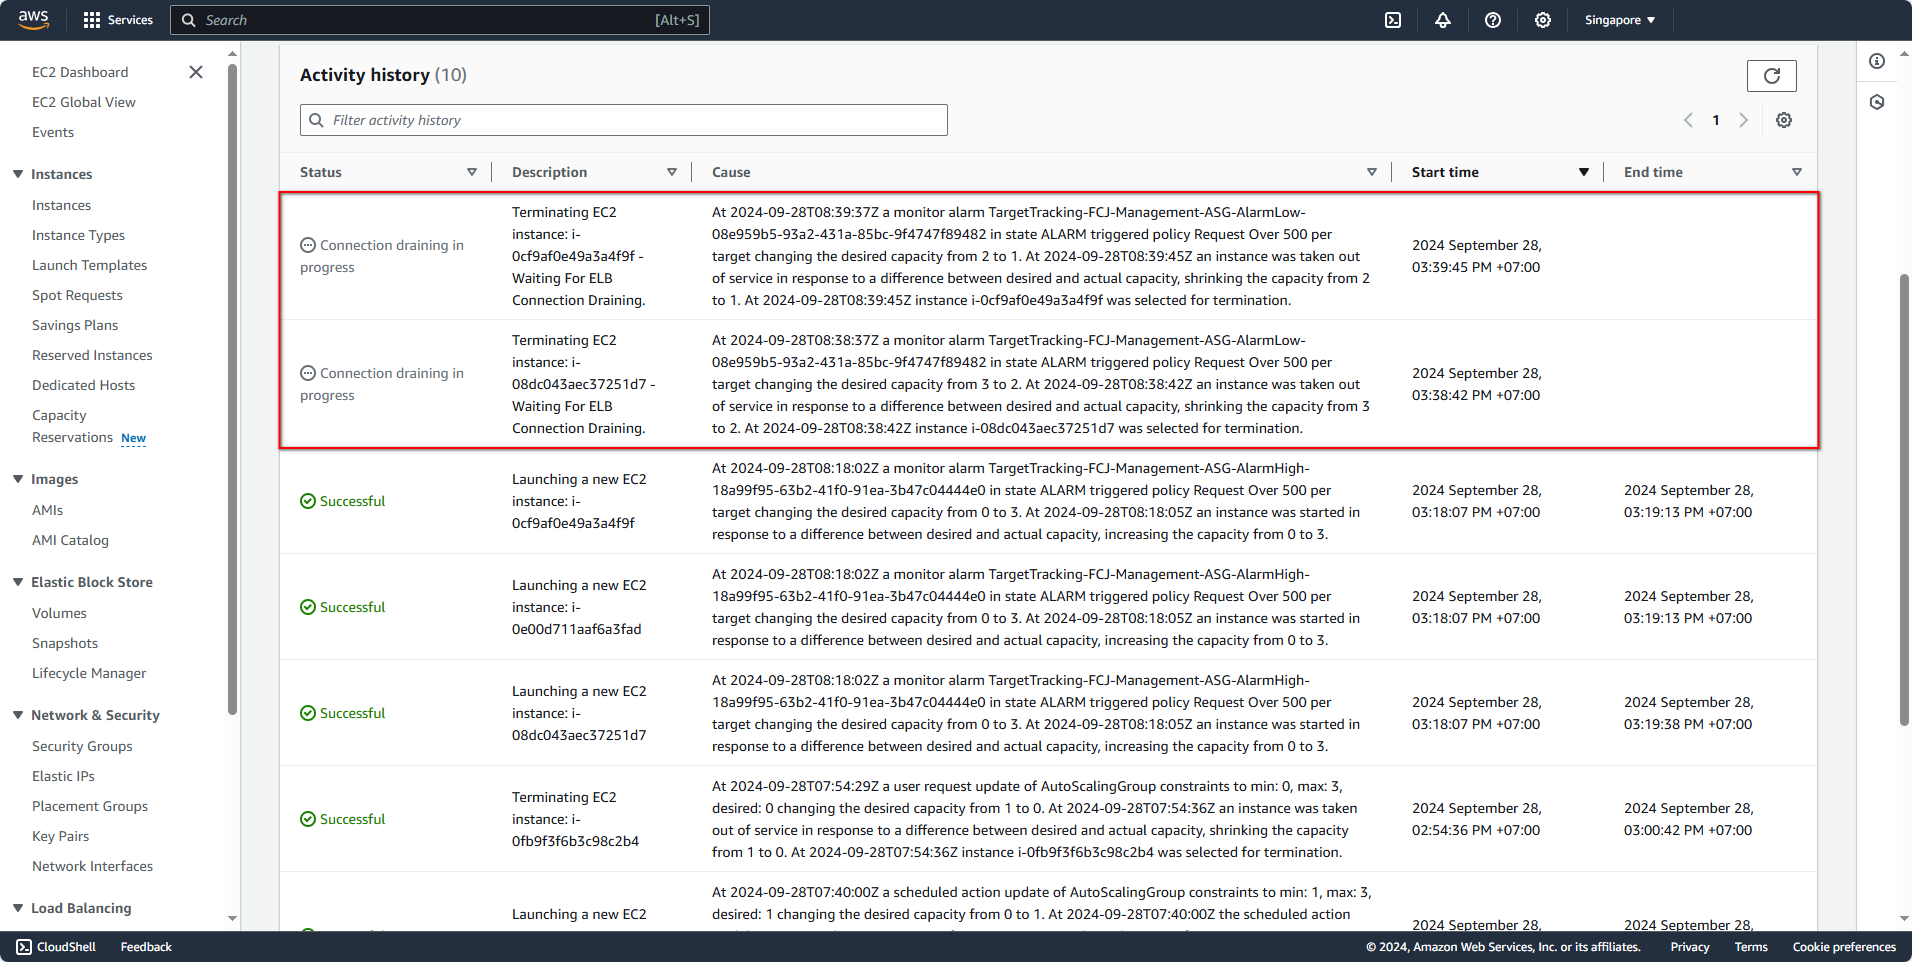 aws
Services
Search
[Alt+S]
Singapore ▼
EC2 Dashboard
EC2 Global View
Events
Instances
Instances
Instance Types
Launch Templates
Spot Requests
Savings Plans
Reserved Instances
Dedicated Hosts
Capacity
Reservations New
Images
AMIs
AMI Catalog
Elastic Block Store
Volumes
Snapshots
Lifecycle Manager
Network & Security
Security Groups
Elastic IPs
Placement Groups
Key Pairs
Network Interfaces
Load Balancing
Activity history (10)
Filter activity history
1
Status
Description
Cause
Start time
End time
Connection draining in
progress
Terminating EC2
instance: i-
0cf9af0e49a3a4f9f -
Waiting For ELB
Connection Draining.
At 2024-09-28T08:39:37Z a monitor alarm TargetTracking-FCJ-Management-ASG-AlarmLow-
08e959b5-93a2-431a-85bc-9f4747f89482 in state ALARM triggered policy Request Over 500 per
target changing the desired capacity from 2 to 1. At 2024-09-28T08:39:45Z an instance was taken out
of service in response to a difference between desired and actual capacity, shrinking the capacity from 2
to 1. At 2024-09-28T08:39:45Z instance i-0cf9af0e49a3a4f9f was selected for termination.
2024 September 28,
03:39:45 PM +07:00
Connection draining in
progress
Terminating EC2
instance: i-
08dc043aec37251d7 -
Waiting For ELB
Connection Draining.
At 2024-09-28T08:38:37Z a monitor alarm TargetTracking-FCJ-Management-ASG-AlarmLow-
08e959b5-93a2-431a-85bc-9f4747f89482 in state ALARM triggered policy Request Over 500 per
target changing the desired capacity from 3 to 2. At 2024-09-28T08:38:42Z an instance was taken out
of service in response to a difference between desired and actual capacity, shrinking the capacity from 3
to 2. At 2024-09-28T08:38:42Z instance i-08dc043aec37251d7 was selected for termination.
2024 September 28,
03:38:42 PM +07:00
Successful
Launching a new EC2
instance: i-
0cf9af0e49a3a4f9f
At 2024-09-28T08:18:02Z a monitor alarm TargetTracking-FCJ-Management-ASG-AlarmHigh-
18a99f95-63b2-41f0-91ea-3b47c04444e0 in state ALARM triggered policy Request Over 500 per
target changing the desired capacity from 0 to 3. At 2024-09-28T08:18:05Z an instance was started in
response to a difference between desired and actual capacity, increasing the capacity from 0 to 3.
2024 September 28,
03:18:07 PM +07:00
2024 September 28,
03:19:13 PM +07:00
Successful
Launching a new EC2
instance: i-
0e00d711aaf6a3fad
At 2024-09-28T08:18:02Z a monitor alarm TargetTracking-FCJ-Management-ASG-AlarmHigh-
18a99f95-63b2-41f0-91ea-3b47c04444e0 in state ALARM triggered policy Request Over 500 per
target changing the desired capacity from 0 to 3. At 2024-09-28T08:18:05Z an instance was started in
response to a difference between desired and actual capacity, increasing the capacity from 0 to 3.
2024 September 28,
03:18:07 PM +07:00
2024 September 28,
03:19:13 PM +07:00
Successful
Launching a new EC2
instance: i-
08dc043aec37251d7
At 2024-09-28T08:18:02Z a monitor alarm TargetTracking-FCJ-Management-ASG-AlarmHigh-
18a99f95-63b2-41f0-91ea-3b47c04444e0 in state ALARM triggered policy Request Over 500 per
target changing the desired capacity from 0 to 3. At 2024-09-28T08:18:05Z an instance was started in
response to a difference between desired and actual capacity, increasing the capacity from 0 to 3.
2024 September 28,
03:18:07 PM +07:00
2024 September 28,
03:19:38 PM +07:00
Successful
Terminating EC2
instance: i-
0fb9f3f6b3c98c2b4
At 2024-09-28T07:54:29Z a user request update of AutoScalingGroup constraints to min: 0, max: 3,
desired: 0 changing the desired capacity from 1 to 0. At 2024-09-28T07:54:36Z an instance was taken
out of service in response to a difference between desired and actual capacity, shrinking the capacity
from 1 to 0. At 2024-09-28T07:54:36Z instance i-0fb9f3f6b3c98c2b4 was selected for termination.
2024 September 28,
02:54:36 PM +07:00
2024 September 28,
03:00:42 PM +07:00
Launching a new EC2
At 2024-09-28T07:40:00Z a scheduled action update of AutoScalingGroup constraints to min: 1, max: 3,
desired: 1 changing the desired capacity from 0 to 1. At 2024-09-28T07:40:00Z the scheduled action
2024 September 28,
2024 September 28,
CloudShell
Feedback
© 2024, Amazon Web Services, Inc. or its affiliates.
Privacy
Terms
Cookie preferences